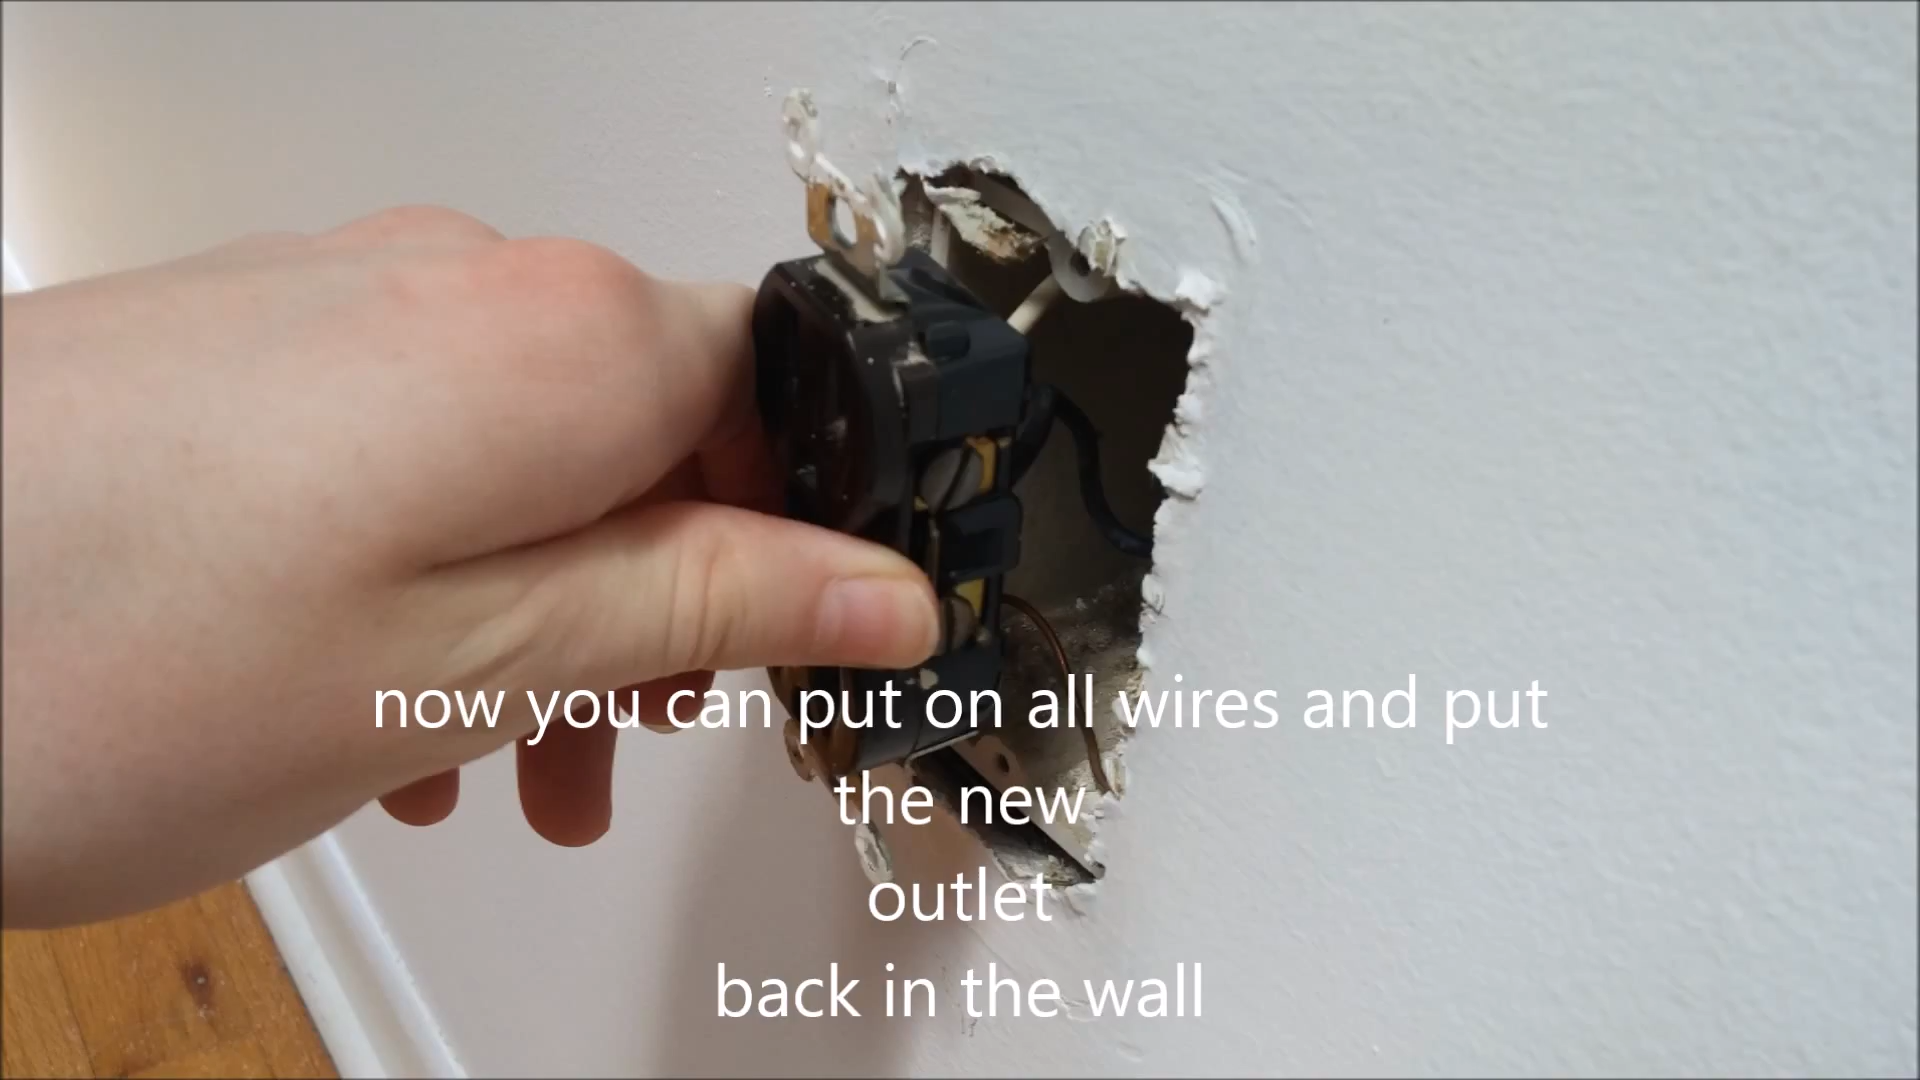 now you can put on all wires and put
the new
outlet
back in the wall